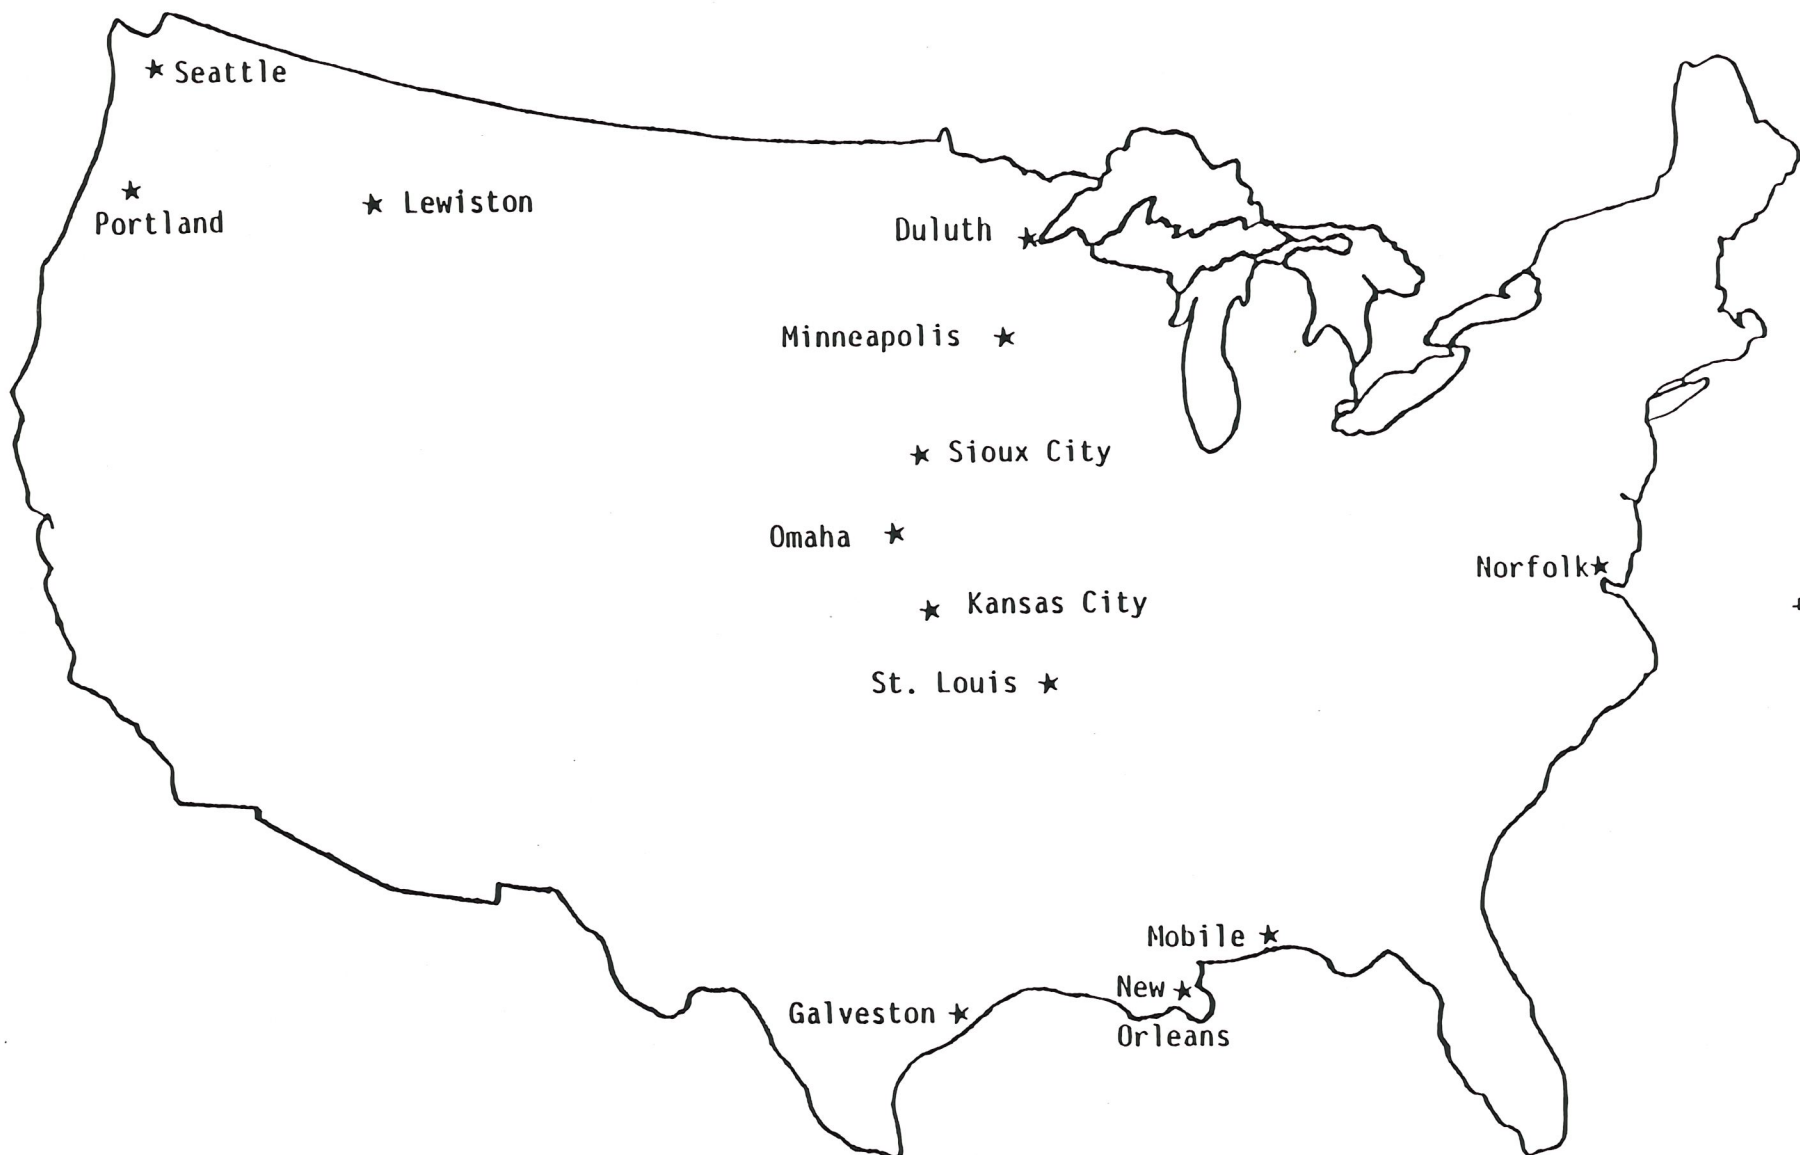 Seattle
Portland
Lewiston
Duluth
Minneapolis
Sioux City
Omaha
Norfolk
Kansas City
St. Louis
Mobile
New
Orleans
Galveston